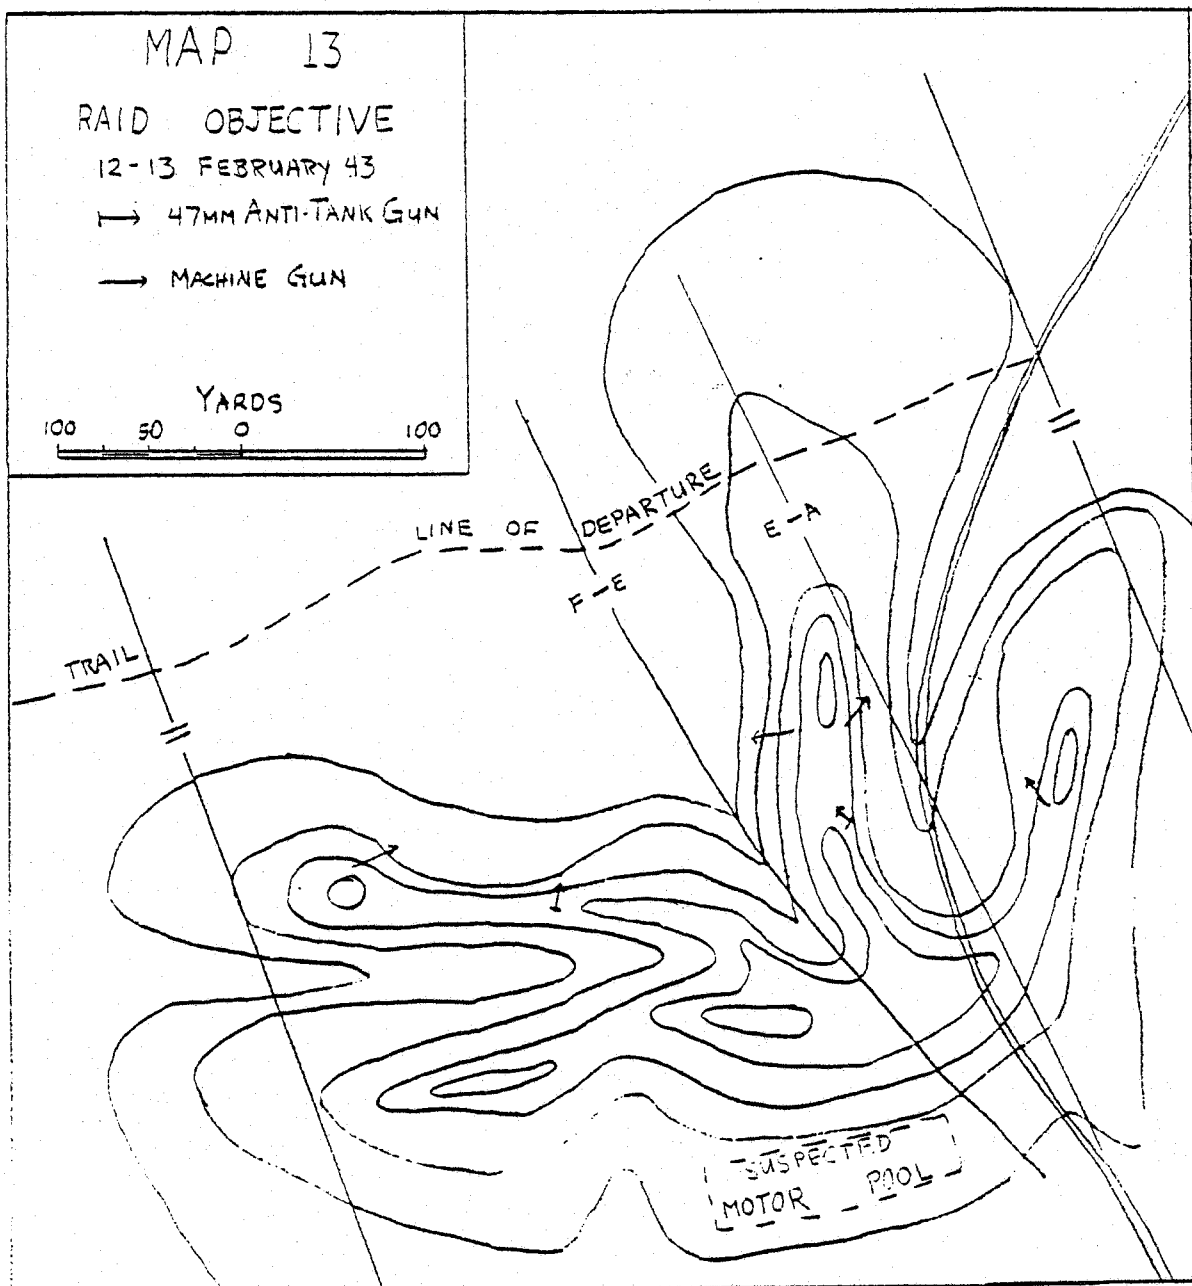 MAP 13
RAID OBJECTIVE
12-13 FEBRUARY 43
47MM ANTI-TANK GUN
MACHINE GUN
YARDS
100 50 0 100
LINE OF DEPARTURE
E-A
F-E
TRAIL
SUSPECTED
MOTOR POOL